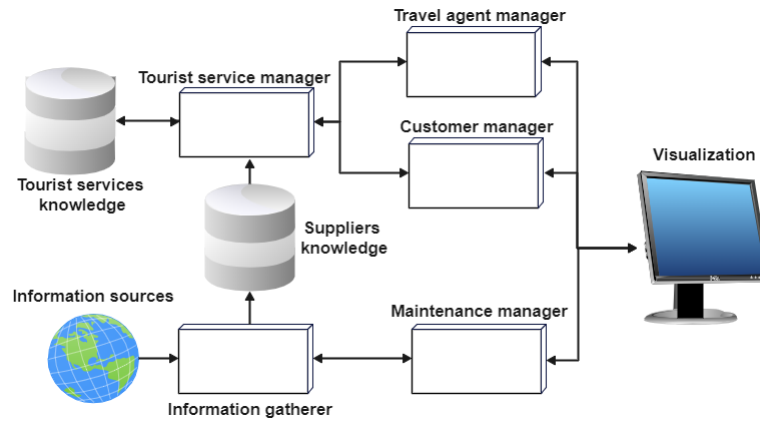 Travel agent manager
Tourist service manager
Customer manager
Visualization
Tourist services
knowledge
Suppliers
knowledge
Information sources
Maintenance manager
Information gatherer